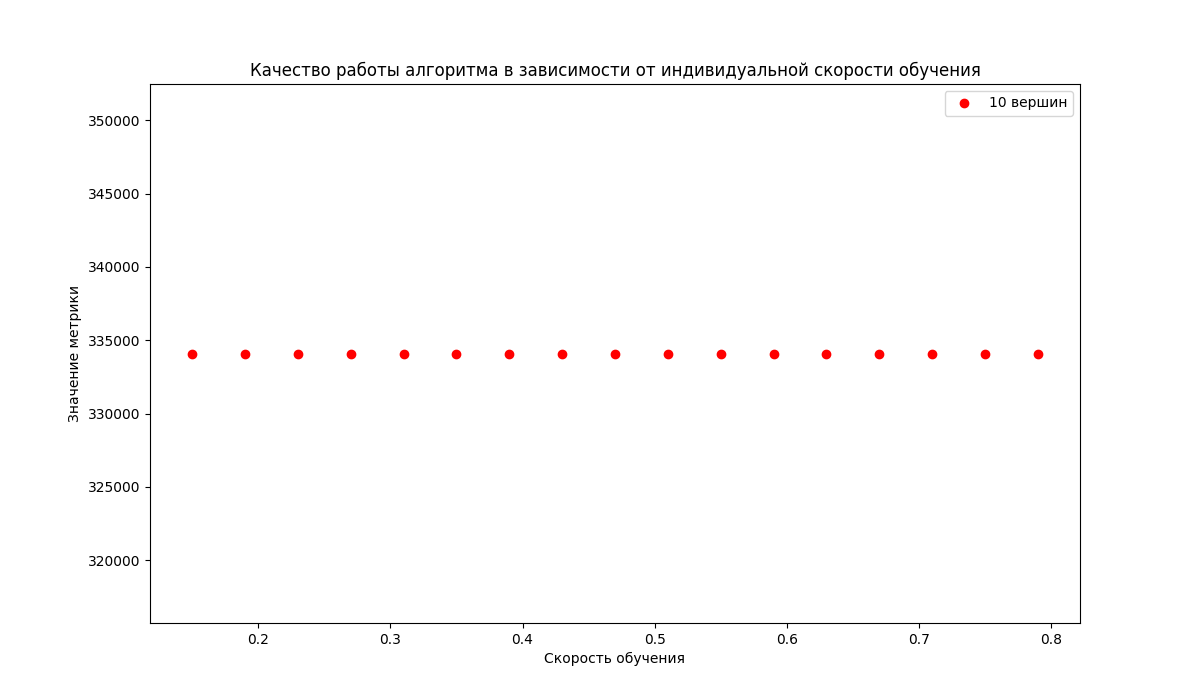 Качество работы алгоритма в зависимости от индивидуальной скорости обучения
10 вершин
350000
345000
340000
335000
330000
325000
320000
Значение метрики
0.2 0.3 0.4 0.5 0.6 0.7 0.8
Скорость обучения